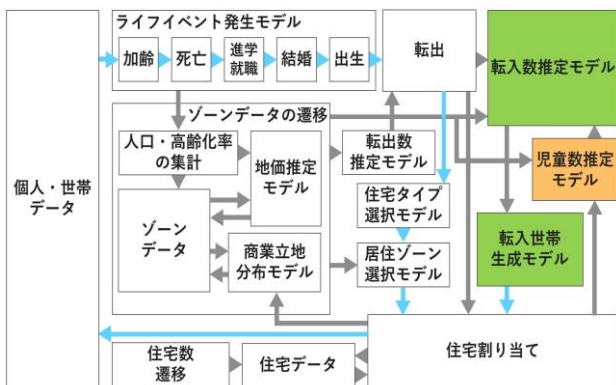 個人・世帯
データ
ライフイベント発生モデル
加齢
死亡
進学
就職
結婚
出生
転出
転入数推定モデル
ゾーンデータの遷移
人口・高齢化率
の集計
地価推定
モデル
転出数
推定モデル
児童数推定
モデル
ゾーン
データ
住宅タイプ
選択モデル
商業立地
分布モデル
居住ゾーン
選択モデル
転入世帯
生成モデル
住宅割り当て
住宅数
遷移
住宅データ